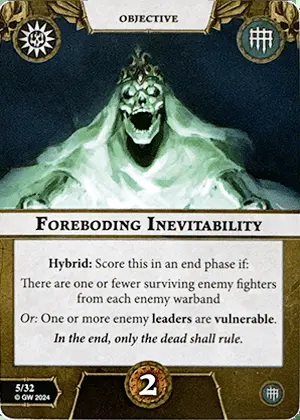 OBJECTIVE
FOREBODING INEVITABILITY
Hybrid: Score this in an end phase if:
There are one or fewer surviving enemy fighters
from each enemy warband
Or: One or more enemy leaders are vulnerable.
In the end, only the dead shall rule.
5/32
© GW 2024
2